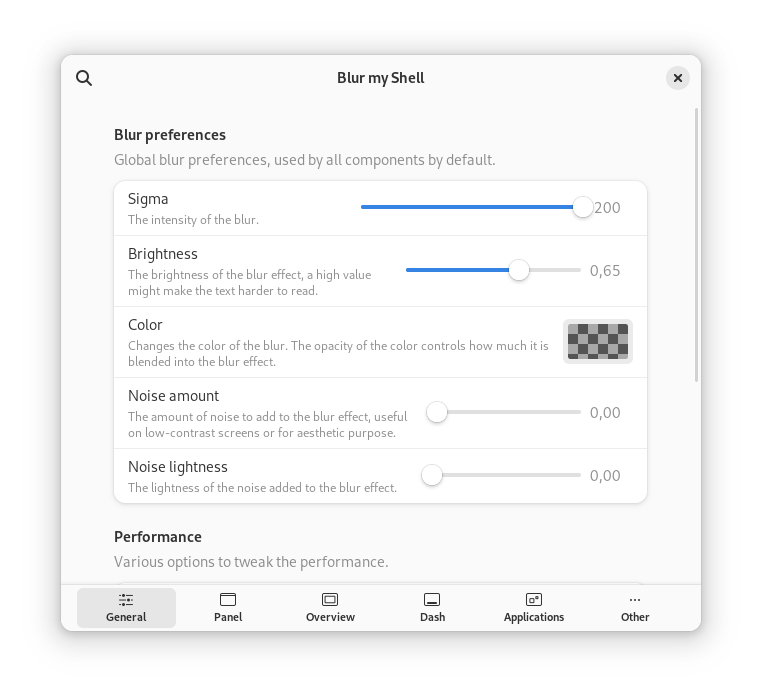 Blur my Shell
Blur preferences
Global blur preferences, used by all components by default.
Sigma
The intensity of the blur.
200
Brightness
The brightness of the blur effect, a high value
might make the text harder to read.
0,65
Color
Changes the color of the blur. The opacity of the color controls how much it is
blended into the blur effect.
Noise amount
The amount of noise to add to the blur effect, useful
on low-contrast screens or for aesthetic purpose.
0,00
Noise lightness
The lightness of the noise added to the blur effect.
0,00
Performance
Various options to tweak the performance.
General
Panel
Overview
Dash
Applications
Other